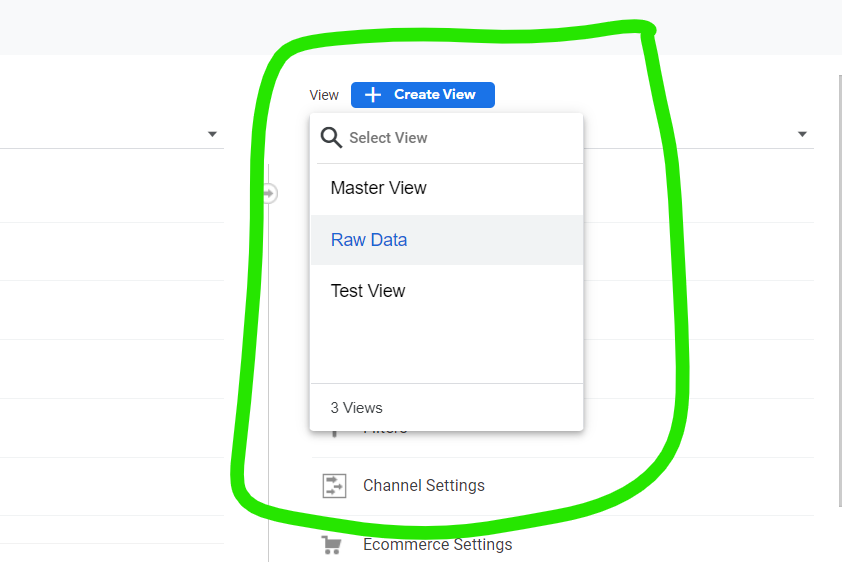 View
Create View
Select View
Master View
Raw Data
Test View
3 Views
Filters
Channel Settings
Ecommerce Settings